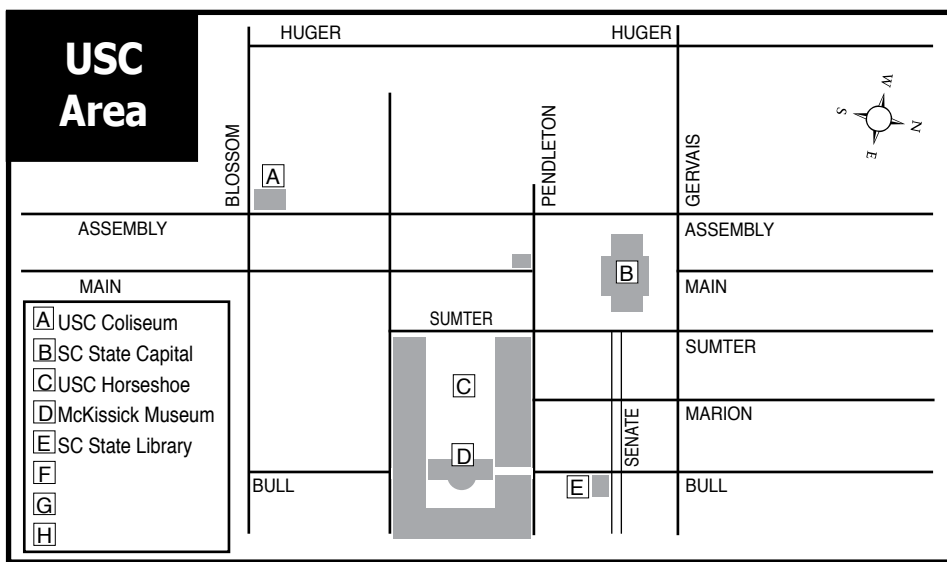 USC
Area
HUGER
HUGER
BLOSSOM
PENDLETON
GERVAIS
W
S
N
E
A
ASSEMBLY
ASSEMBLY
B
MAIN
MAIN
SUMTER
SUMTER
C
MARION
SENATE
D
BULL
E
BULL
A USC Coliseum
B SC State Capital
C USC Horseshoe
D McKissick Museum
E SC State Library
F
G
H